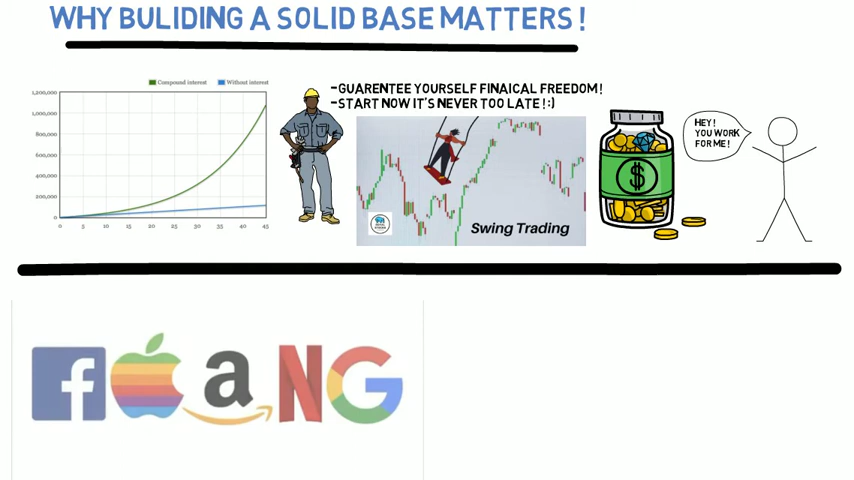 WHY BULIDING A SOLID BASE MATTERS!
Compound interest Without interest
-GUARENTEE YOURSELF FINAICAL FREEDOM!
-START NOW IT'S NEVER TOO LATE!:)
1,200,000
1,000,000
800,000
600,000
400,000
200,000
0
0 5 10 15 20 25 30 35 40 45
Swing Trading
$
HEY!
YOU WORK
FOR ME!
f a N G